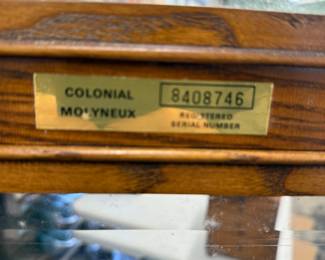 COLONIAL 8408746
MOLYNEUX REGISTERED
SERIAL NUMBER